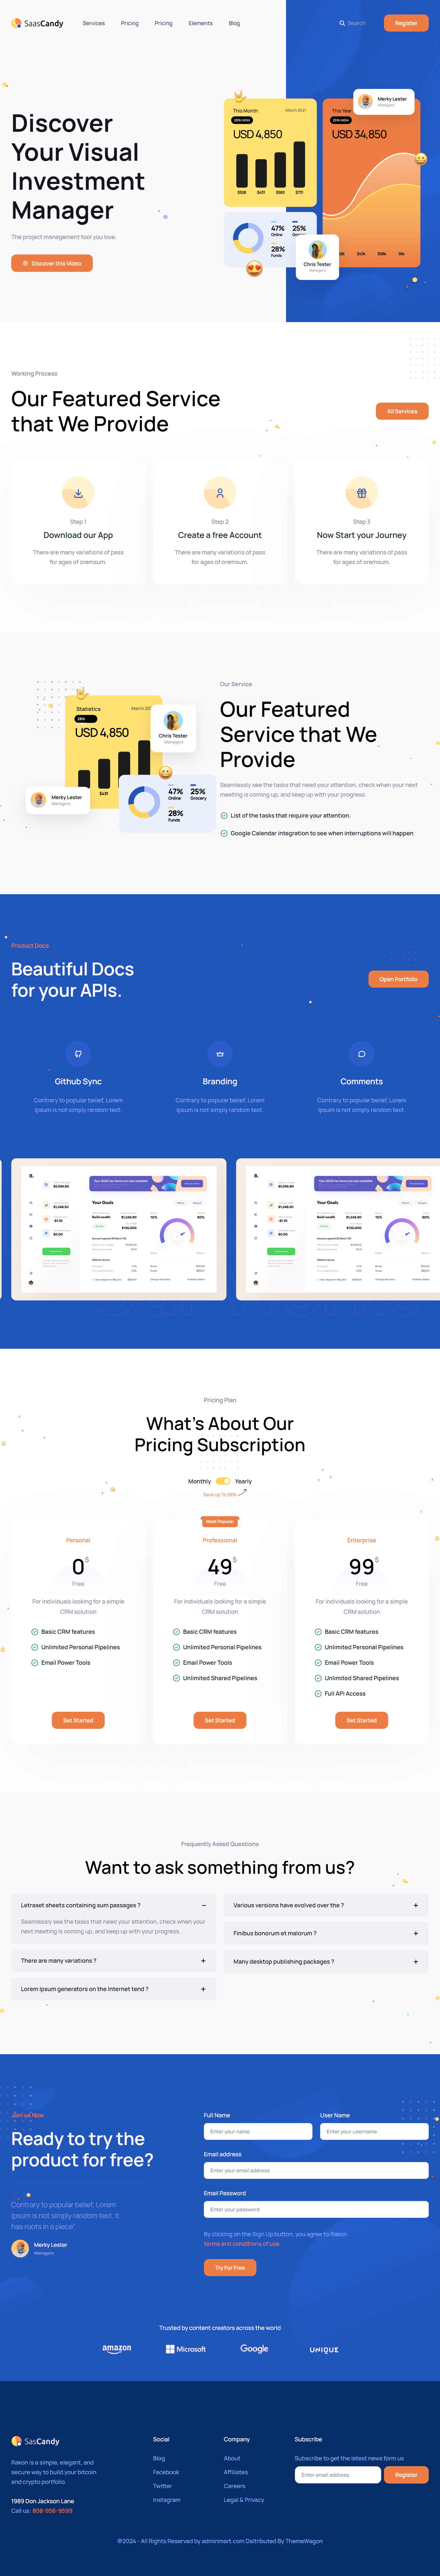 SaasCandy
Services
Pricing
Pricing
Elements
Blog
Search
Register
Discover
Your Visual
Investment
Manager
The project management tool you love.
Discover this Video
This Month
March 2021
28% HIGH
USD 4,850
$528
$431
$562
$731
This Year
25% HIGH
USD 34,850
Merky Lester
Managers
47%
Online
25%
28%
Funds
Chris Tester
Managers
Working Process
Our Featured Service
that We Provide
All Services
Step 1
Download our App
There are many variations of pass
for ages of oremsum.
Step 2
Create a free Account
There are many variations of pass
for ages of oremsum.
Step 3
Now Start your Journey
There are many variations of pass
for ages of oremsum.
Statistics
28%
USD 4,850
$431
Chris Tester
Managers
Merky Lester
Managers
47%
Online
25%
Grocery
28%
Funds
Our Service
Our Featured
Service that We
Provide
Seamlessly see the tasks that need your attention, check when your next
meeting is coming up, and keep up with your progress.
List of the tasks that require your attention.
Google Calendar integration to see when interruptions will happen
Product Docs
Beautiful Docs
for your APIs.
Open Portfolio
Github Sync
Contrary to popular belief, Lorem
Ipsum is not simply random text.
Branding
Contrary to popular belief, Lorem
Ipsum is not simply random text.
Comments
Contrary to popular belief, Lorem
Ipsum is not simply random text.
Your Goals
Build wealth
Your Goals
Build wealth
Pricing Plan
What's About Our
Pricing Subscription
Monthly
Yearly
Save Up To 58%
Most Popular
Personal
0$
Free
For individuals looking for a simple
CRM solution
Basic CRM features
Unlimited Personal Pipelines
Email Power Tools
Get Started
Professional
49$
Free
For individuals looking for a simple
CRM solution
Basic CRM features
Unlimited Personal Pipelines
Email Power Tools
Unlimited Shared Pipelines
Get Started
Enterprise
99$
Free
For individuals looking for a simple
CRM solution
Basic CRM features
Unlimited Personal Pipelines
Email Power Tools
Unlimited Shared Pipelines
Full API Access
Get Started
Frequently Asked Questions
Want to ask something from us?
Letraset sheets containing sum passages ?
Seamlessly see the tasks that need your attention, check when your
next meeting is coming up, and keep up with your progress.
There are many variations ?
Lorem Ipsum generators on the Internet tend ?
Various versions have evolved over the ?
Finibus bonorum et malorum ?
Many desktop publishing packages ?
Join us Now
Ready to try the
product for free?
Contrary to popular belief, Lorem
Ipsum is not simply random text. It
has roots in a piece”
Merky Lester
Managers
Full Name
User Name
Enter your name
Enter your username
Email address
Enter your email address
Email Password
Enter your password
By clicking on the Sign Up button, you agree to Rakon,
terms and conditions of use.
Try For Free
Trusted by content creators across the world
amazon
Microsoft
Google
UNIQUE
SasCandy
Rakon is a simple, elegant, and
secure way to build your bitcoin
and crypto portfolio.
1989 Don Jackson Lane
Call us: 808-956-9599
Social
Blog
Facebook
Twitter
Instagram
Company
About
Affiliates
Careers
Legal & Privacy
Subscribe
Subscribe to get the latest news form us
Enter email address
Register
@2024 - All Rights Reserved by adminmart.com Dsitributed By ThemeWagon